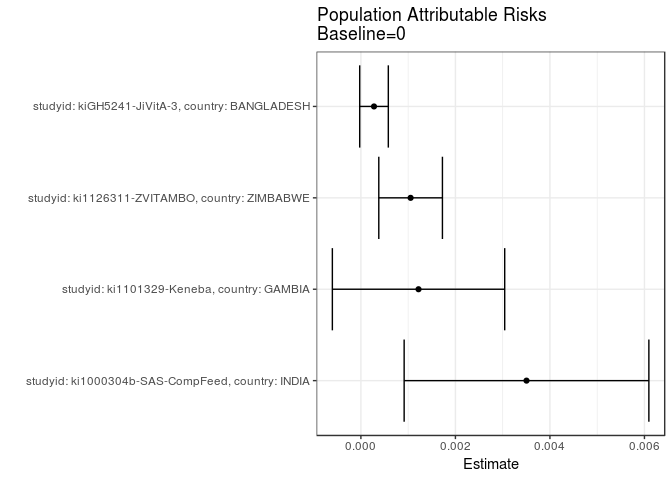 Population Attributable Risks
Baseline=0
studyid: kiGH5241-JiVitA-3, country: BANGLADESH
studyid: ki1126311-ZVITAMBO, country: ZIMBABWE
studyid: ki1101329-Keneba, country: GAMBIA
studyid: ki1000304b-SAS-CompFeed, country: INDIA
0.000 0.002 0.004 0.006
Estimate